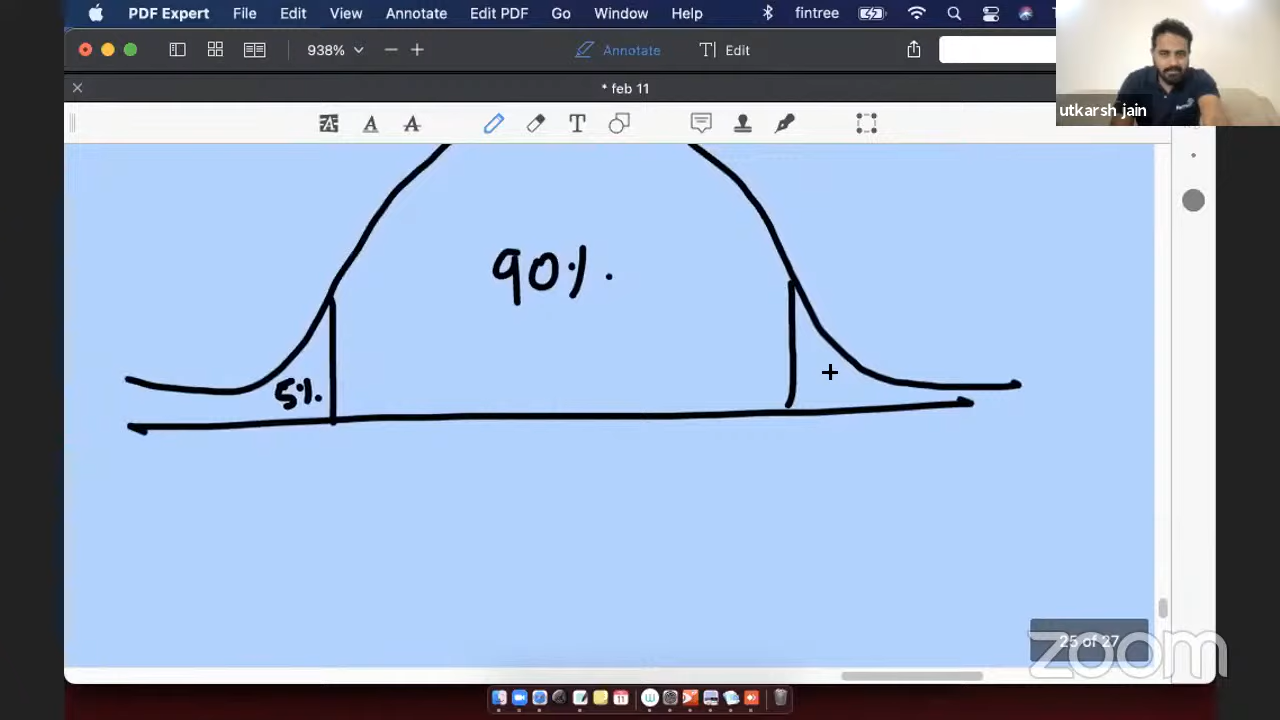 PDF Expert File Edit View Annotate Edit PDF Go Window Help fintree
938% Annotate T Edit
* feb 11
A A A T
utkarsh jain
90%.
5%.
25 of 27
zoom
11